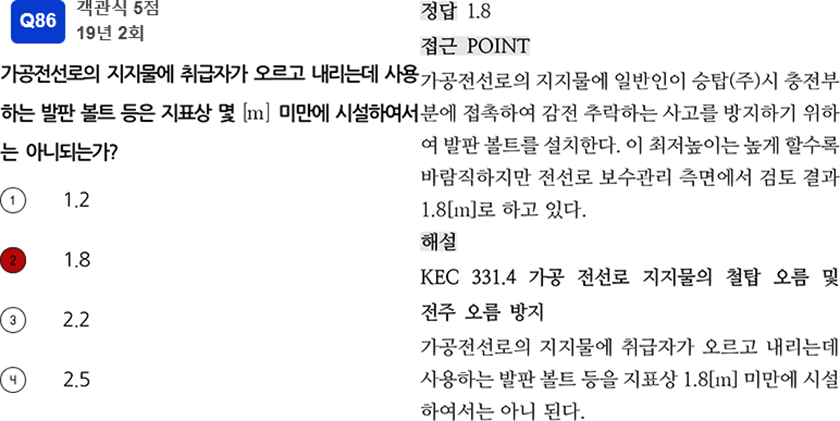 Q86
객관식 5점
19년 2회
가공전선로의 지지물에 취급자가 오르고 내리는데 사용
하는 발판 볼트 등은 지표상 몇 [m] 미만에 시설하여서
는 아니되는가?
1 1.2
2 1.8
3 2.2
4 2.5
정답 1.8
접근 POINT
가공전선로의 지지물에 일반인이 승탑(주)시 충전부
분에 접촉하여 감전 추락하는 사고를 방지하기 위하
여 발판 볼트를 설치한다. 이 최저높이는 높게 할수록
바람직하지만 전선로 보수관리 측면에서 검토 결과
1.8[m]로 하고 있다.
해설
KEC 331.4 가공 전선로 지지물의 철탑 오름 및
전주 오름 방지
가공전선로의 지지물에 취급자가 오르고 내리는데
사용하는 발판 볼트 등을 지표상 1.8[m] 미만에 시설
하여서는 아니 된다.